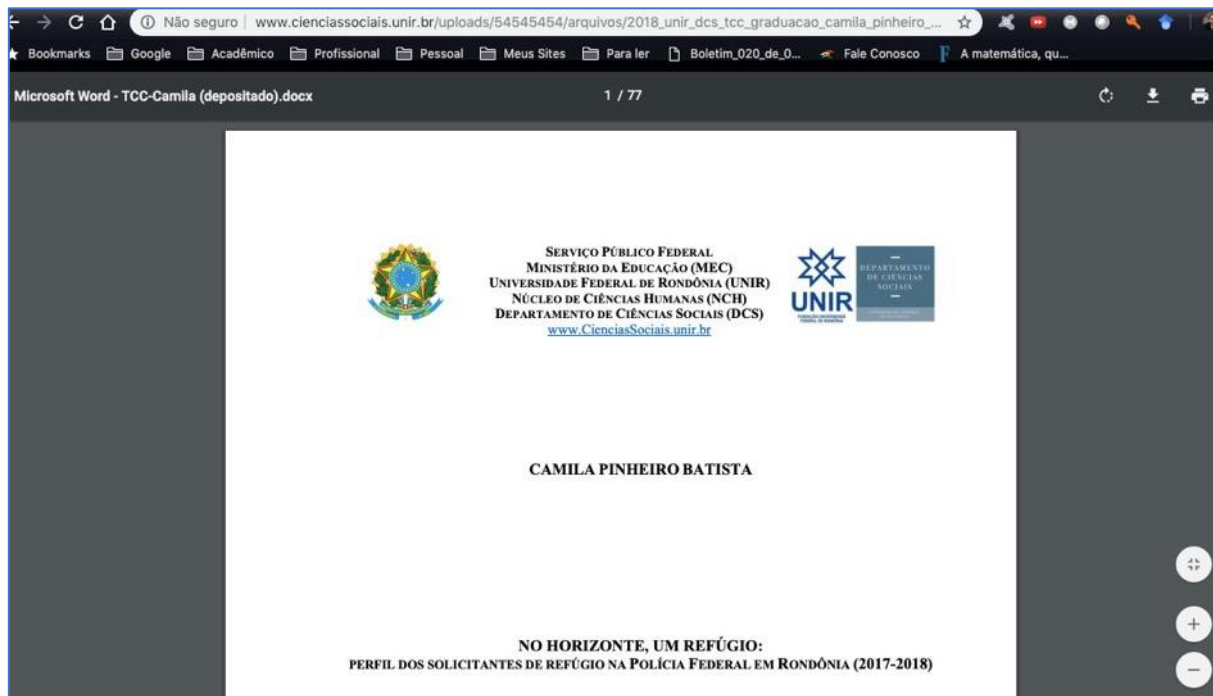 Não seguro | www.cienciassociais.unir.br/uploads/54545454/arquivos/2018_unir_dcs_tcc_graduacao_camila_pinheiro_...
Bookmarks Google Acadêmico Profissional Pessoal Meus Sites Para ler Boletim_020_de_0... Fale Conosco A matemática, qu...
Microsoft Word - TCC-Camila (depositado).docx 1 / 77
SERVIÇO PÚBLICO FEDERAL
MINISTÉRIO DA EDUCAÇÃO (MEC)
UNIVERSIDADE FEDERAL DE RONDÔNIA (UNIR)
NÚCLEO DE CIÊNCIAS HUMANAS (NCH)
DEPARTAMENTO DE CIÊNCIAS SOCIAIS (DCS)
www.CienciasSociais.unir.br
UNIR
DEPARTAMENTO
DE CIÊNCIAS
SOCIAIS
CAMILA PINHEIRO BATISTA
NO HORIZONTE, UM REFÚGIO:
PERFIL DOS SOLICITANTES DE REFÚGIO NA POLÍCIA FEDERAL EM RONDÔNIA (2017-2018)